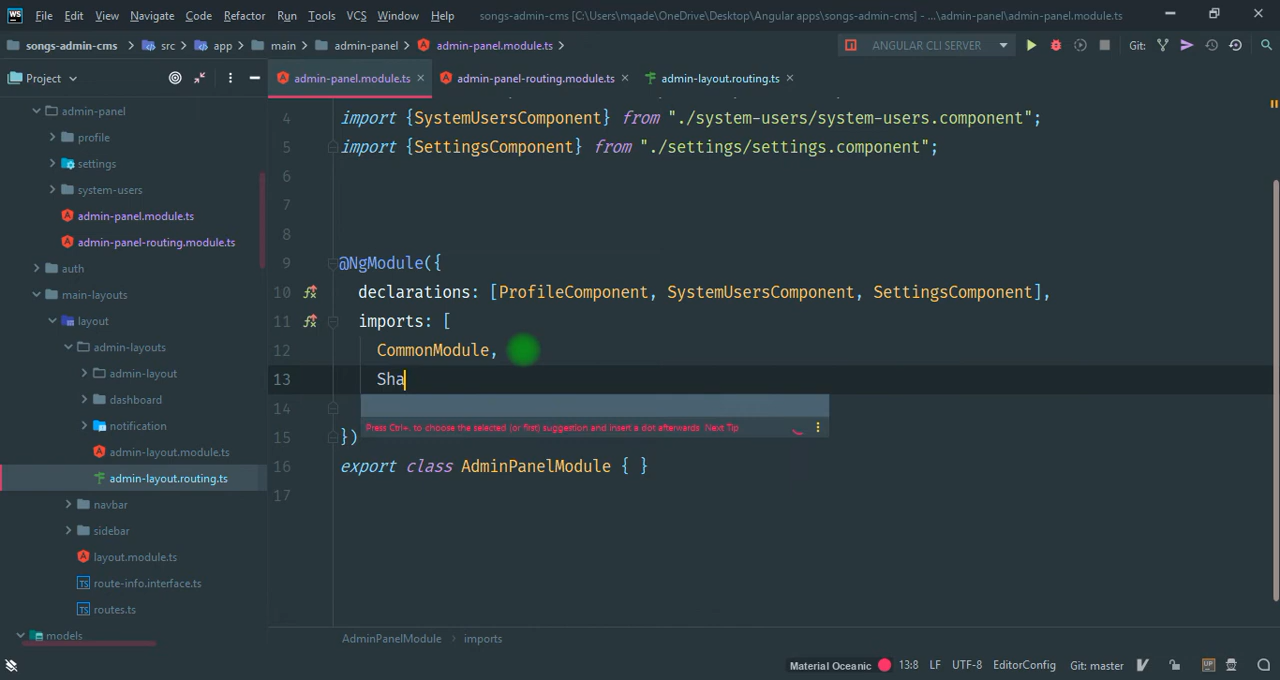 WS File Edit View Navigate Code Refactor Run Tools VCS Window Help songs-admin-cms [C:\Users\mqade\OneDrive\Desktop\Angular apps\songs-admin-cms] - ...\admin-panel\admin-panel.module.ts
songs-admin-cms src app main admin-panel admin-panel.module.ts ANGULAR CLI SERVER Git:
Project admin-panel.module.ts admin-panel-routing.module.ts admin-layout.routing.ts
admin-panel
profile
settings
system-users
admin-panel.module.ts
admin-panel-routing.module.ts
auth
main-layouts
layout
admin-layouts
admin-layout
dashboard
notification
admin-layout.module.ts
admin-layout.routing.ts
navbar
sidebar
layout.module.ts
route-info.interface.ts
routes.ts
models
4 import {SystemUsersComponent} from "./system-users/system-users.component";
5 import {SettingsComponent} from "./settings/settings.component";
6
7
8
9 @NgModule({
10 declarations: [ProfileComponent, SystemUsersComponent, SettingsComponent],
11 imports: [
12 CommonModule,
13 Sha
14
Press Ctrl+. to choose the selected (or first) suggestion and insert a dot afterwards Next Tip
15 })
16 export class AdminPanelModule { }
17
AdminPanelModule imports
Material Oceanic 13:8 LF UTF-8 EditorConfig Git: master